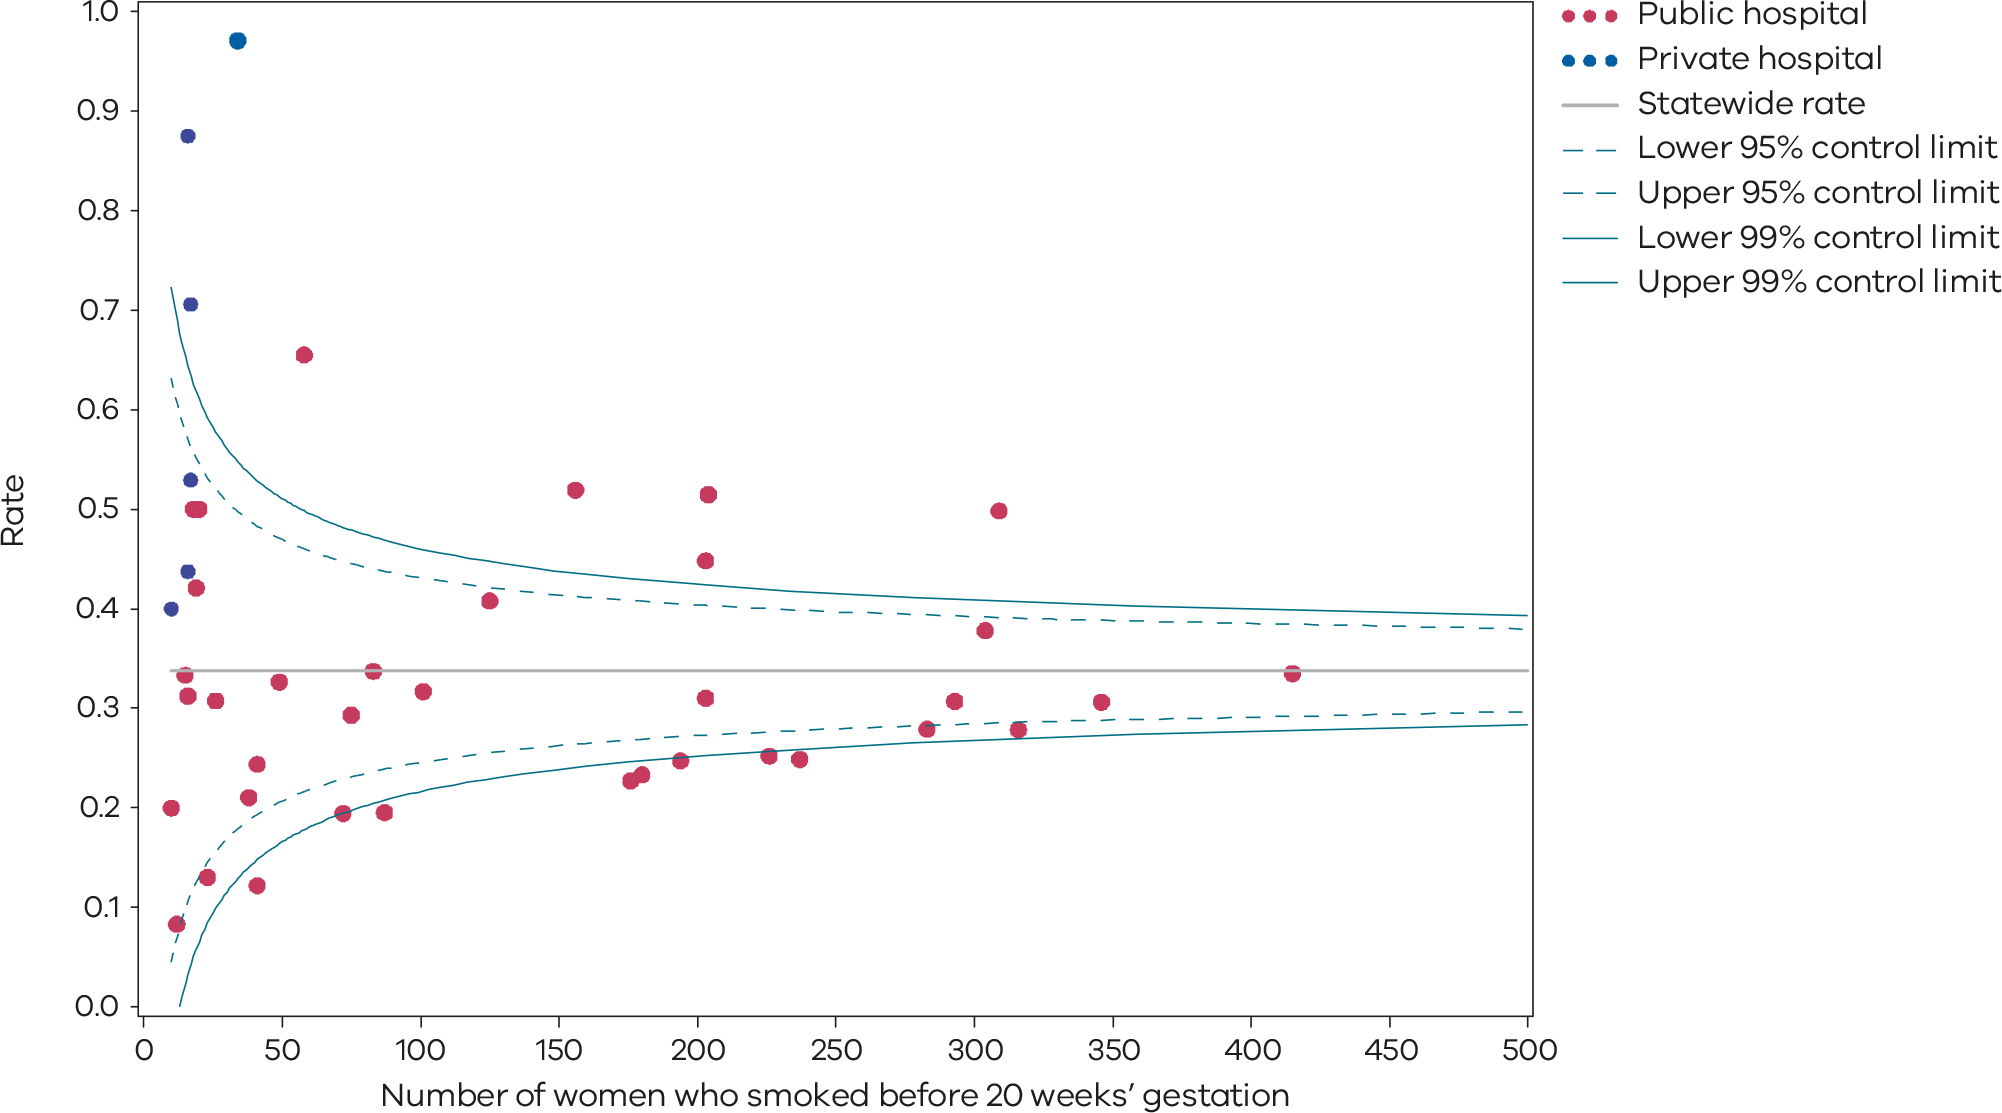 1.0
0.9
0.8
0.7
0.6
0.5
0.4
0.3
0.2
0.1
0.0
Rate
0 50 100 150 200 250 300 350 400 450 500
Number of women who smoked before 20 weeks’ gestation
Public hospital
Private hospital
Statewide rate
Lower 95% control limit
Upper 95% control limit
Lower 99% control limit
Upper 99% control limit